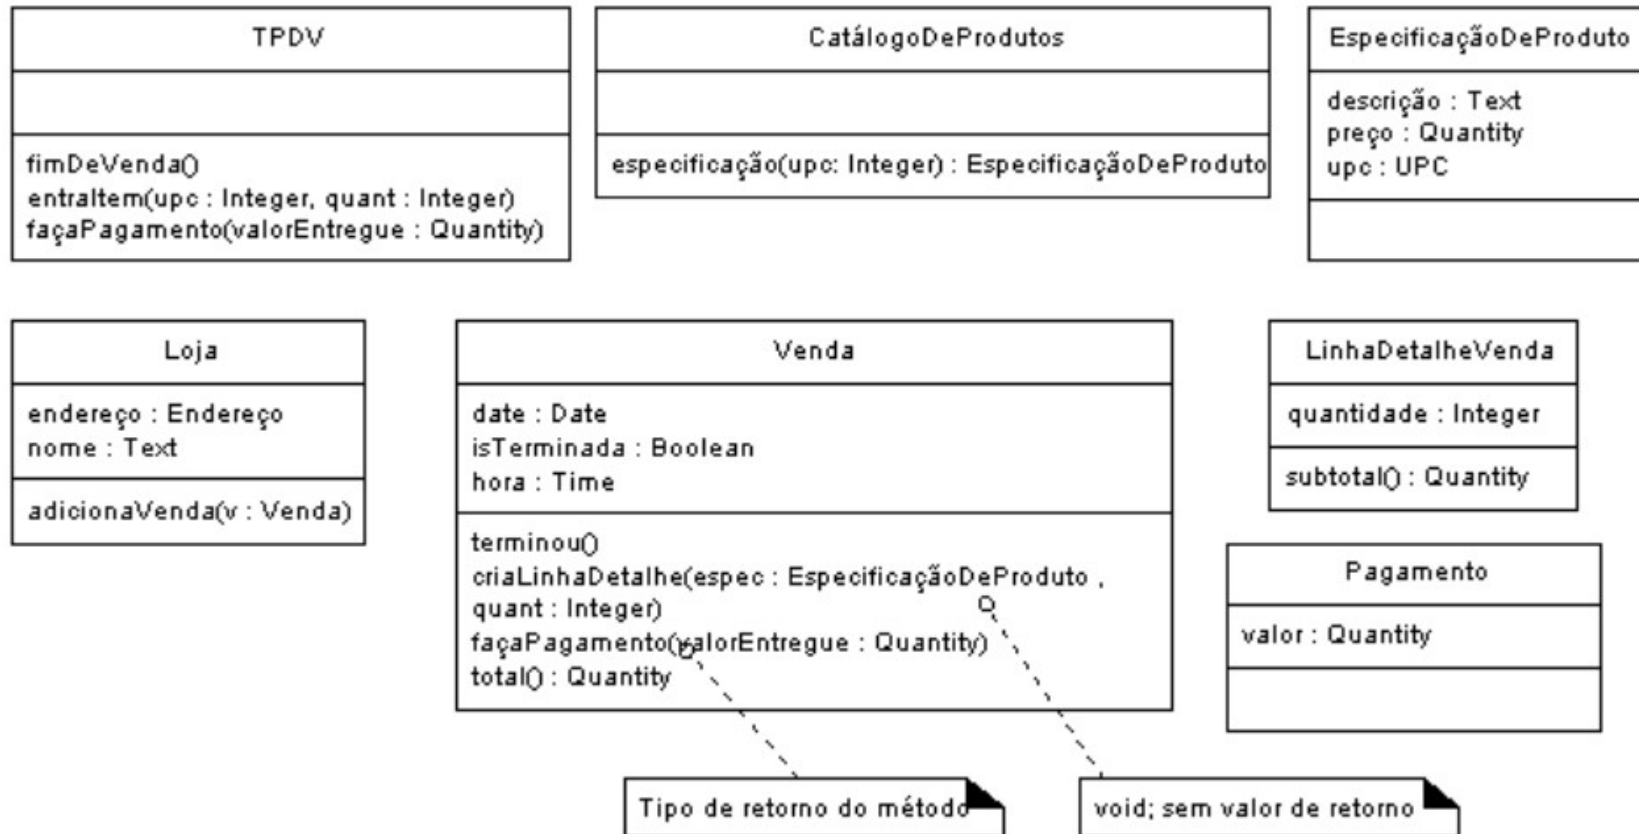 TPDV
fimDeVenda()
entraItem(upc : Integer, quant : Integer)
façaPagamento(valorEntregue : Quantity)
CatálogoDeProdutos
especificação(upc: Integer) : EspecificaçãoDeProduto
EspecificaçãoDeProduto
descrição : Text
preço : Quantity
upc : UPC
Loja
endereço : Endereço
nome : Text
adicionaVenda(v : Venda)
Venda
date : Date
isTerminada : Boolean
hora : Time
terminou()
criaLinhaDetalhe(espec : EspecificaçãoDeProduto ,
quant : Integer)
façaPagamento(valorEntregue : Quantity)
total() : Quantity
LinhaDetalheVenda
quantidade : Integer
subtotal() : Quantity
Pagamento
valor : Quantity
Tipo de retorno do método
void; sem valor de retorno